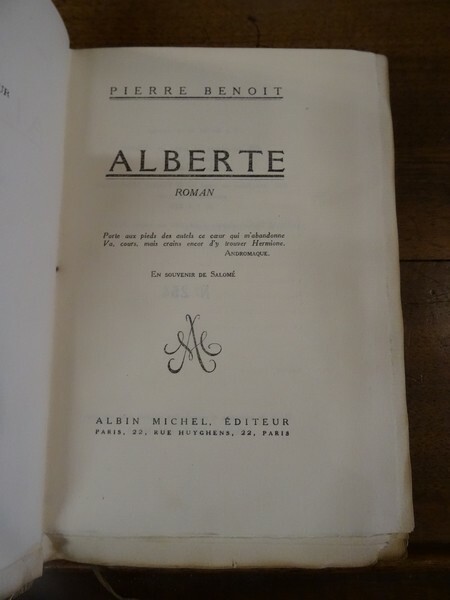 PIERRE BENOIT
ALBERTE
ROMAN
Porte aux pieds des autels ce cœur qui m'abandonne
Va, cours, mais crains encor d'y trouver Hermione.
ANDROMAQUE.
EN SOUVENIR DE SALOMÉ
ALBIN MICHEL, ÉDITEUR
PARIS, 22, RUE HUYGHENS, 22, PARIS